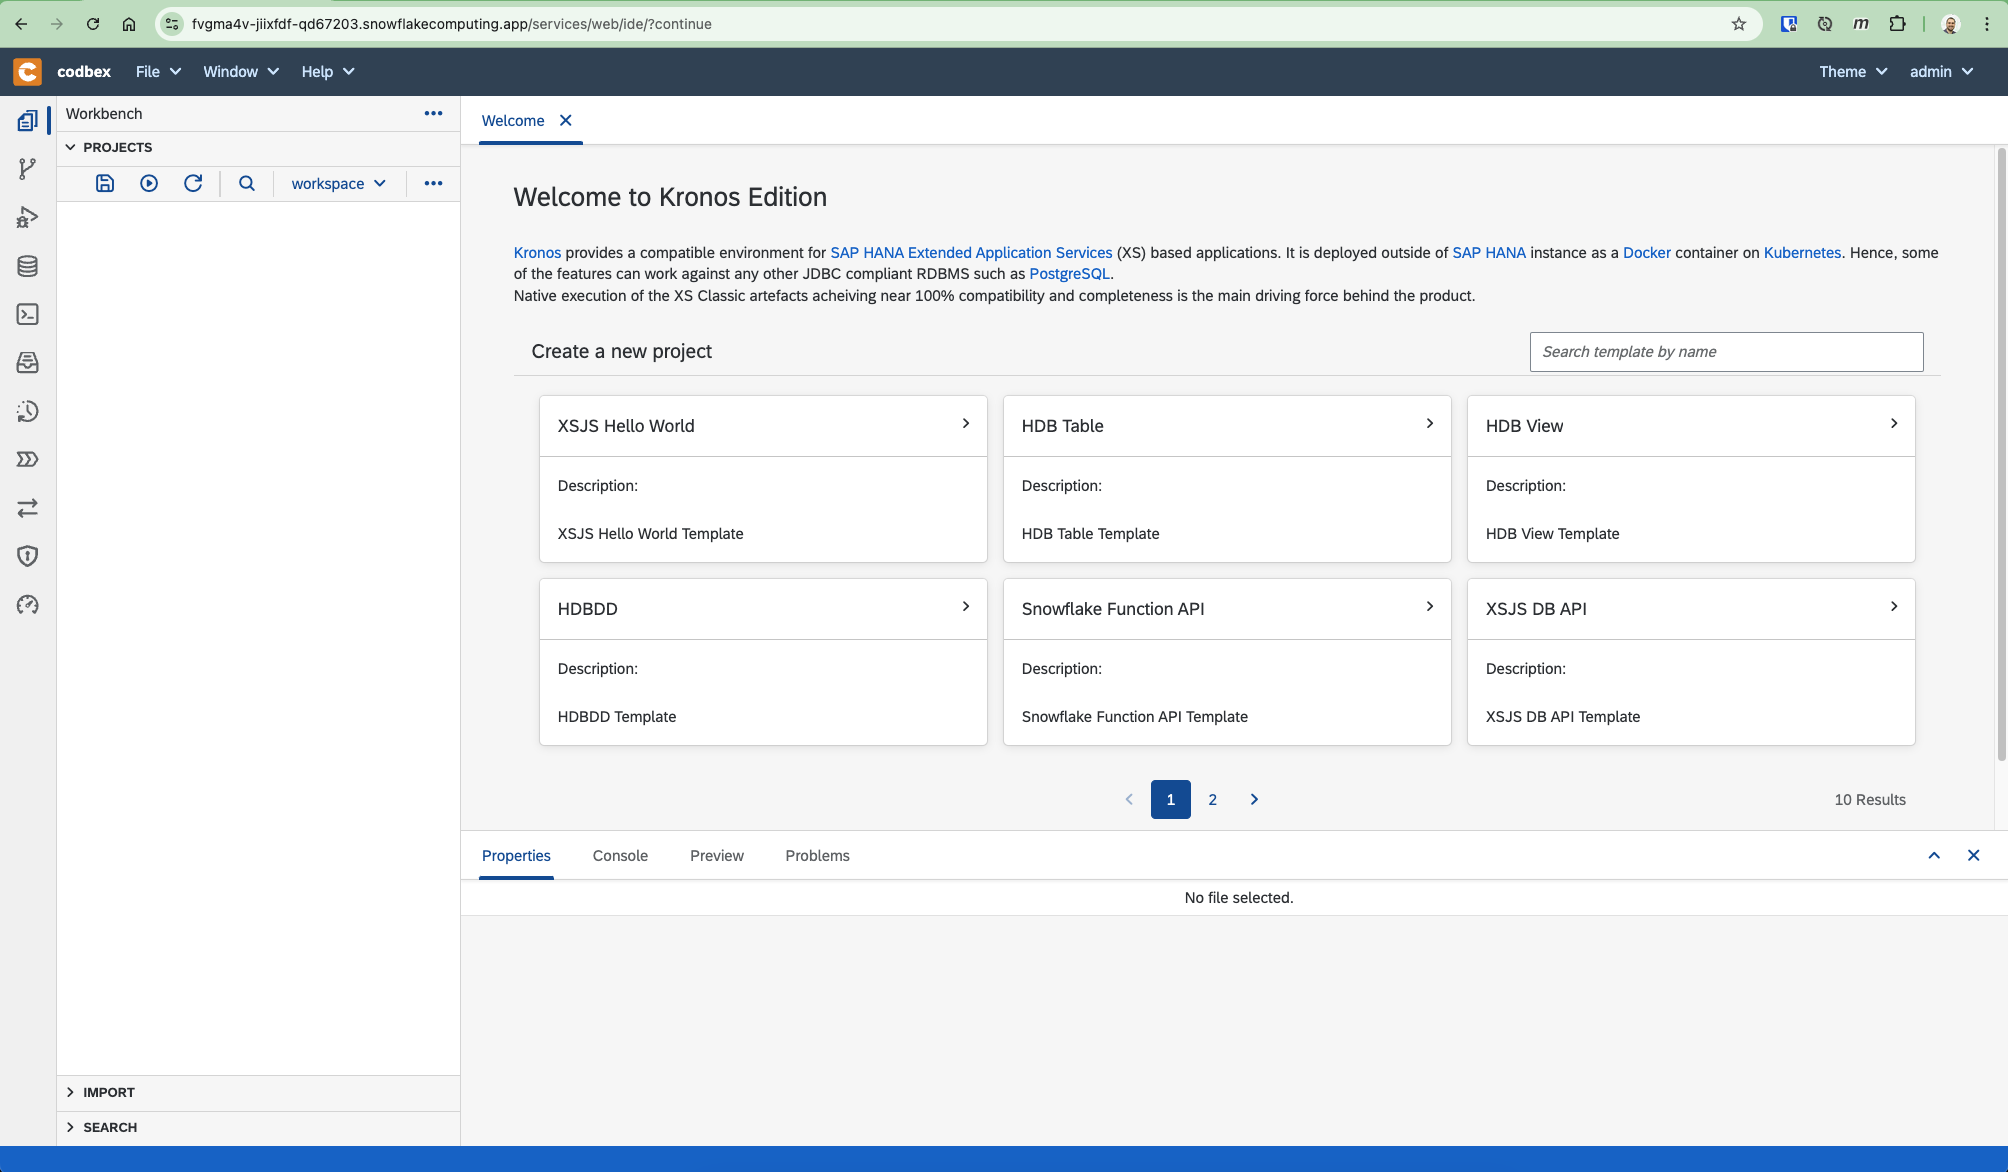 fvgma4v-jiixfdf-qd67203.snowflakecomputing.app/services/web/ide/?continue
codbex File Window Help Theme admin
Workbench
Welcome
PROJECTS
workspace
Welcome to Kronos Edition
Kronos provides a compatible environment for SAP HANA Extended Application Services (XS) based applications. It is deployed outside of SAP HANA instance as a Docker container on Kubernetes. Hence, some
of the features can work against any other JDBC compliant RDBMS such as PostgreSQL.
Native execution of the XS Classic artefacts acheiving near 100% compatibility and completeness is the main driving force behind the product.
Create a new project
Search template by name
XSJS Hello World
Description:
XSJS Hello World Template
HDB Table
Description:
HDB Table Template
HDB View
Description:
HDB View Template
HDBDD
Description:
HDBDD Template
Snowflake Function API
Description:
Snowflake Function API Template
XSJS DB API
Description:
XSJS DB API Template
1 2
10 Results
Properties Console Preview Problems
No file selected.
IMPORT
SEARCH